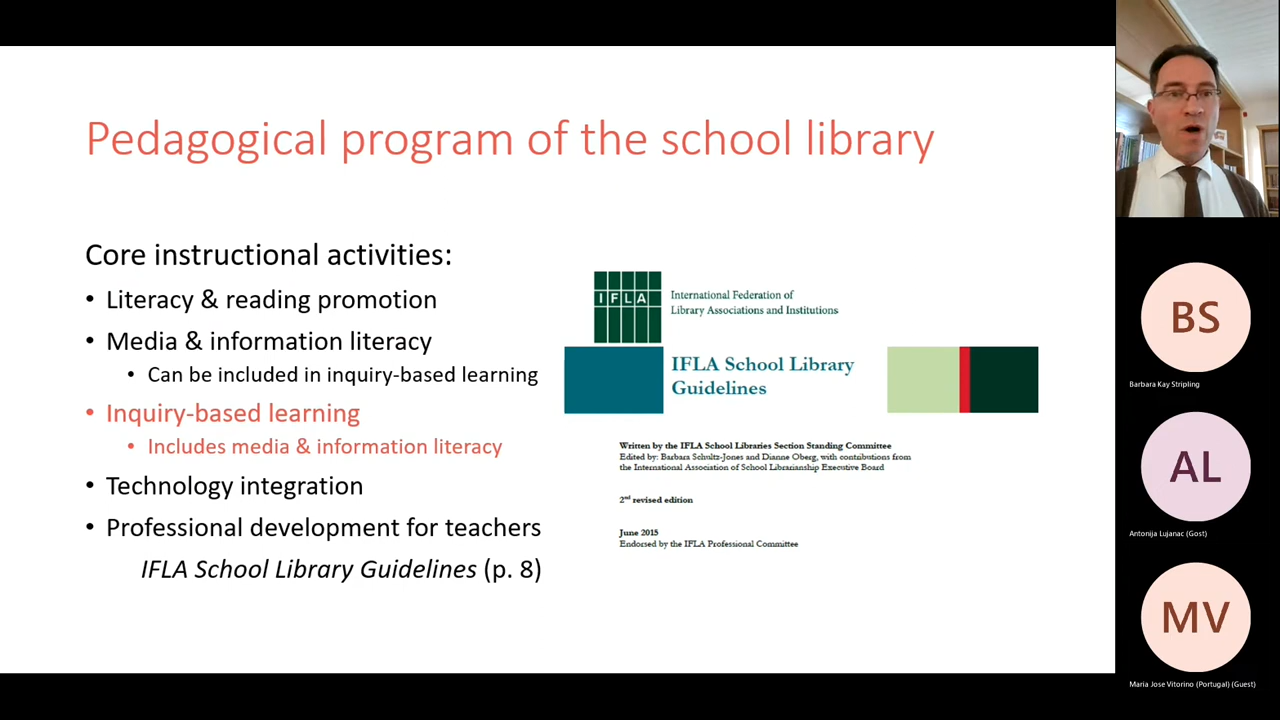 Pedagogical program of the school library
Core instructional activities:
• Literacy & reading promotion
• Media & information literacy
• Can be included in inquiry-based learning
• Inquiry-based learning
• Includes media & information literacy
• Technology integration
• Professional development for teachers
IFLA School Library Guidelines (p. 8)
IFLA
International Federation of
Library Associations and Institutions
IFLA School Library
Guidelines
Written by the IFLA School Libraries Section Standing Committee
Edited by: Barbara Schultz-Jones and Dianne Oberg, with contributions from
the International Association of School Librarianship Executive Board
2nd revised edition
June 2015
Endorsed by the IFLA Professional Committee
BS
Barbara Kay Stripling
AL
Antonija Lujanac (Gost)
MV
Maria Jose Vitorino (Portugal) (Guest)